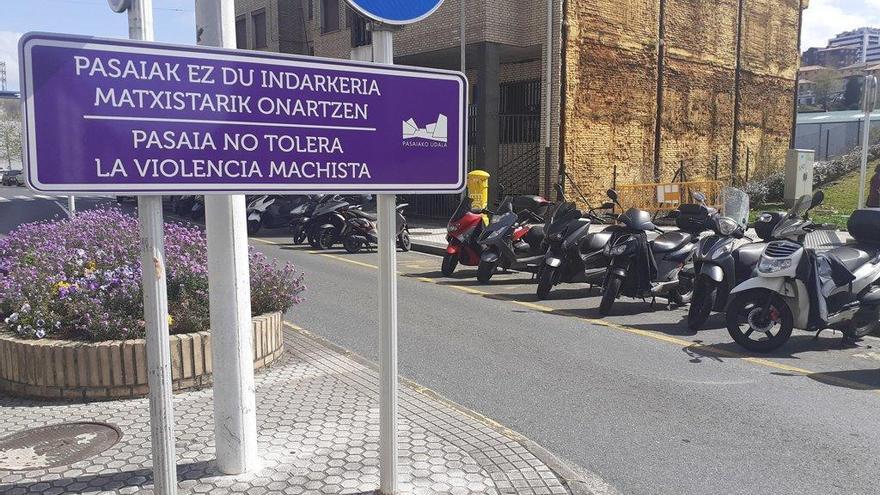 PASAIAK EZ DU INDARKERIA
MATXISTARIK ONARTZEN
PASAIA NO TOLERA
LA VIOLENCIA MACHISTA
PASAIAKO UDALA